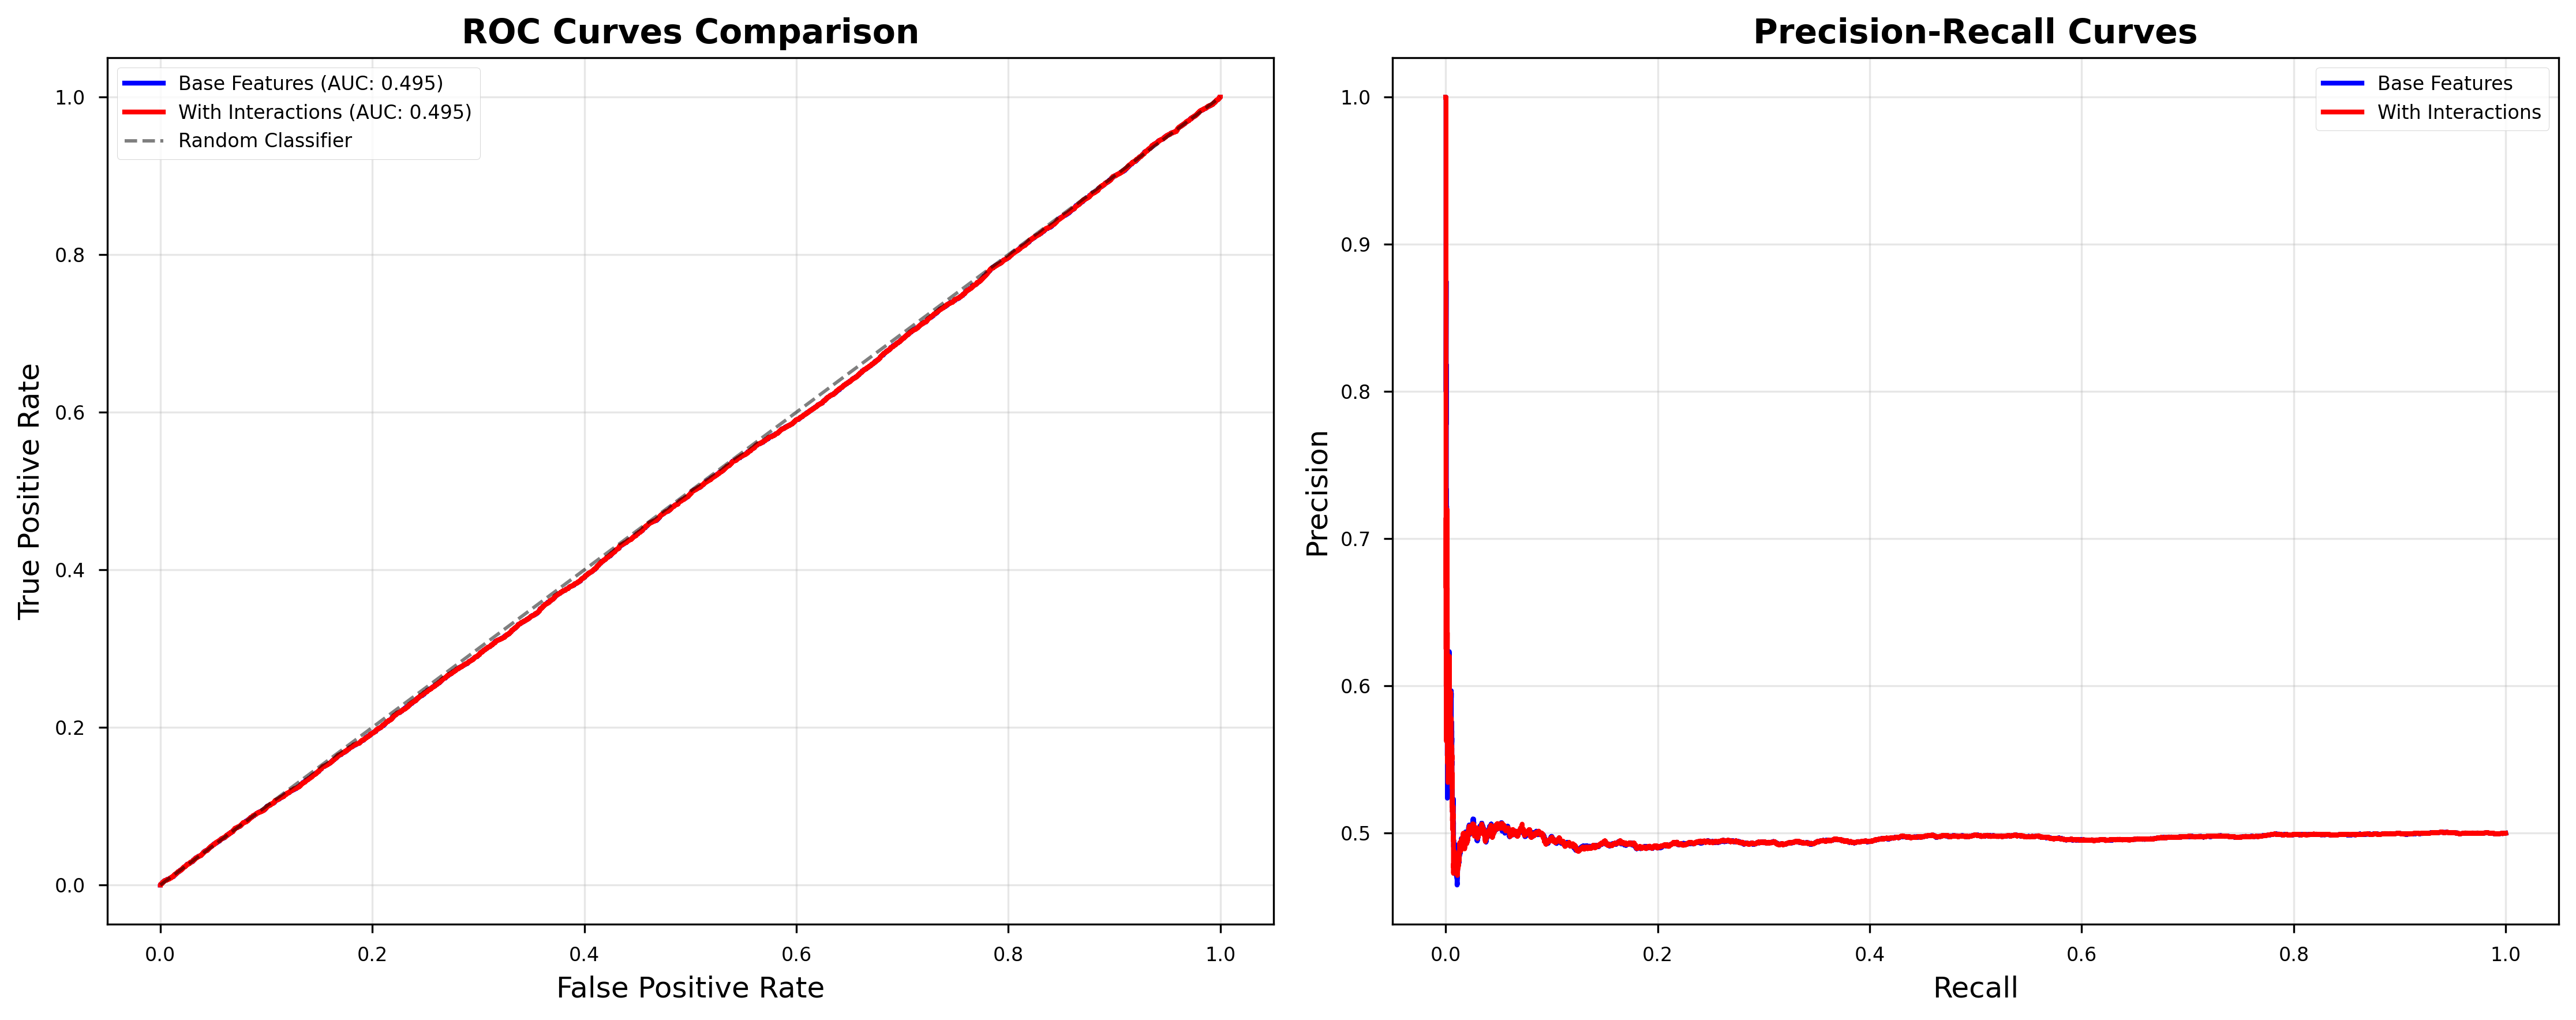 ROC Curves Comparison
Base Features (AUC: 0.495)
With Interactions (AUC: 0.495)
Random Classifier
1.0
0.8
0.6
0.4
0.2
0.0
True Positive Rate
0.0 0.2 0.4 0.6 0.8 1.0
False Positive Rate
Precision-Recall Curves
Base Features
With Interactions
1.0
0.9
0.8
0.7
0.6
0.5
Precision
0.0 0.2 0.4 0.6 0.8 1.0
Recall